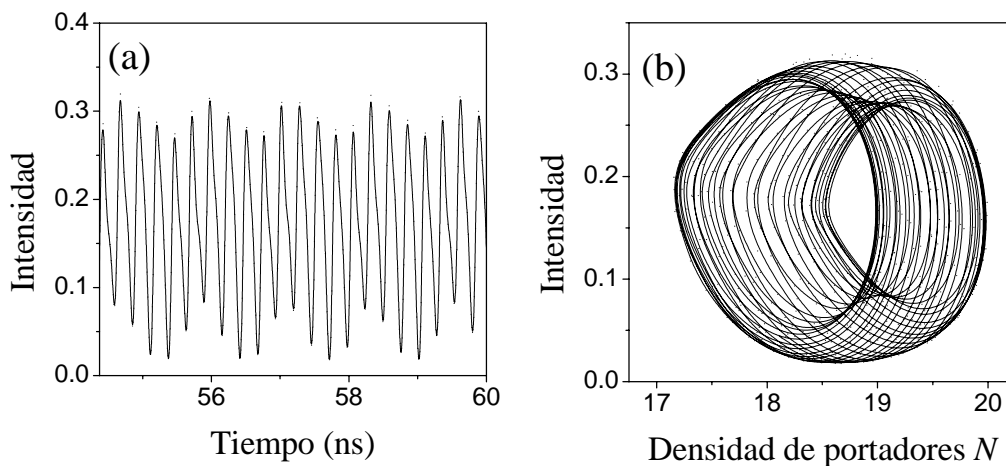 (a)
0.4
0.3
0.2
0.1
0.0
Intensidad
56
58
60
Tiempo (ns)
(b)
0.3
0.2
0.1
0.0
Intensidad
17
18
19
20
Densidad de portadores N